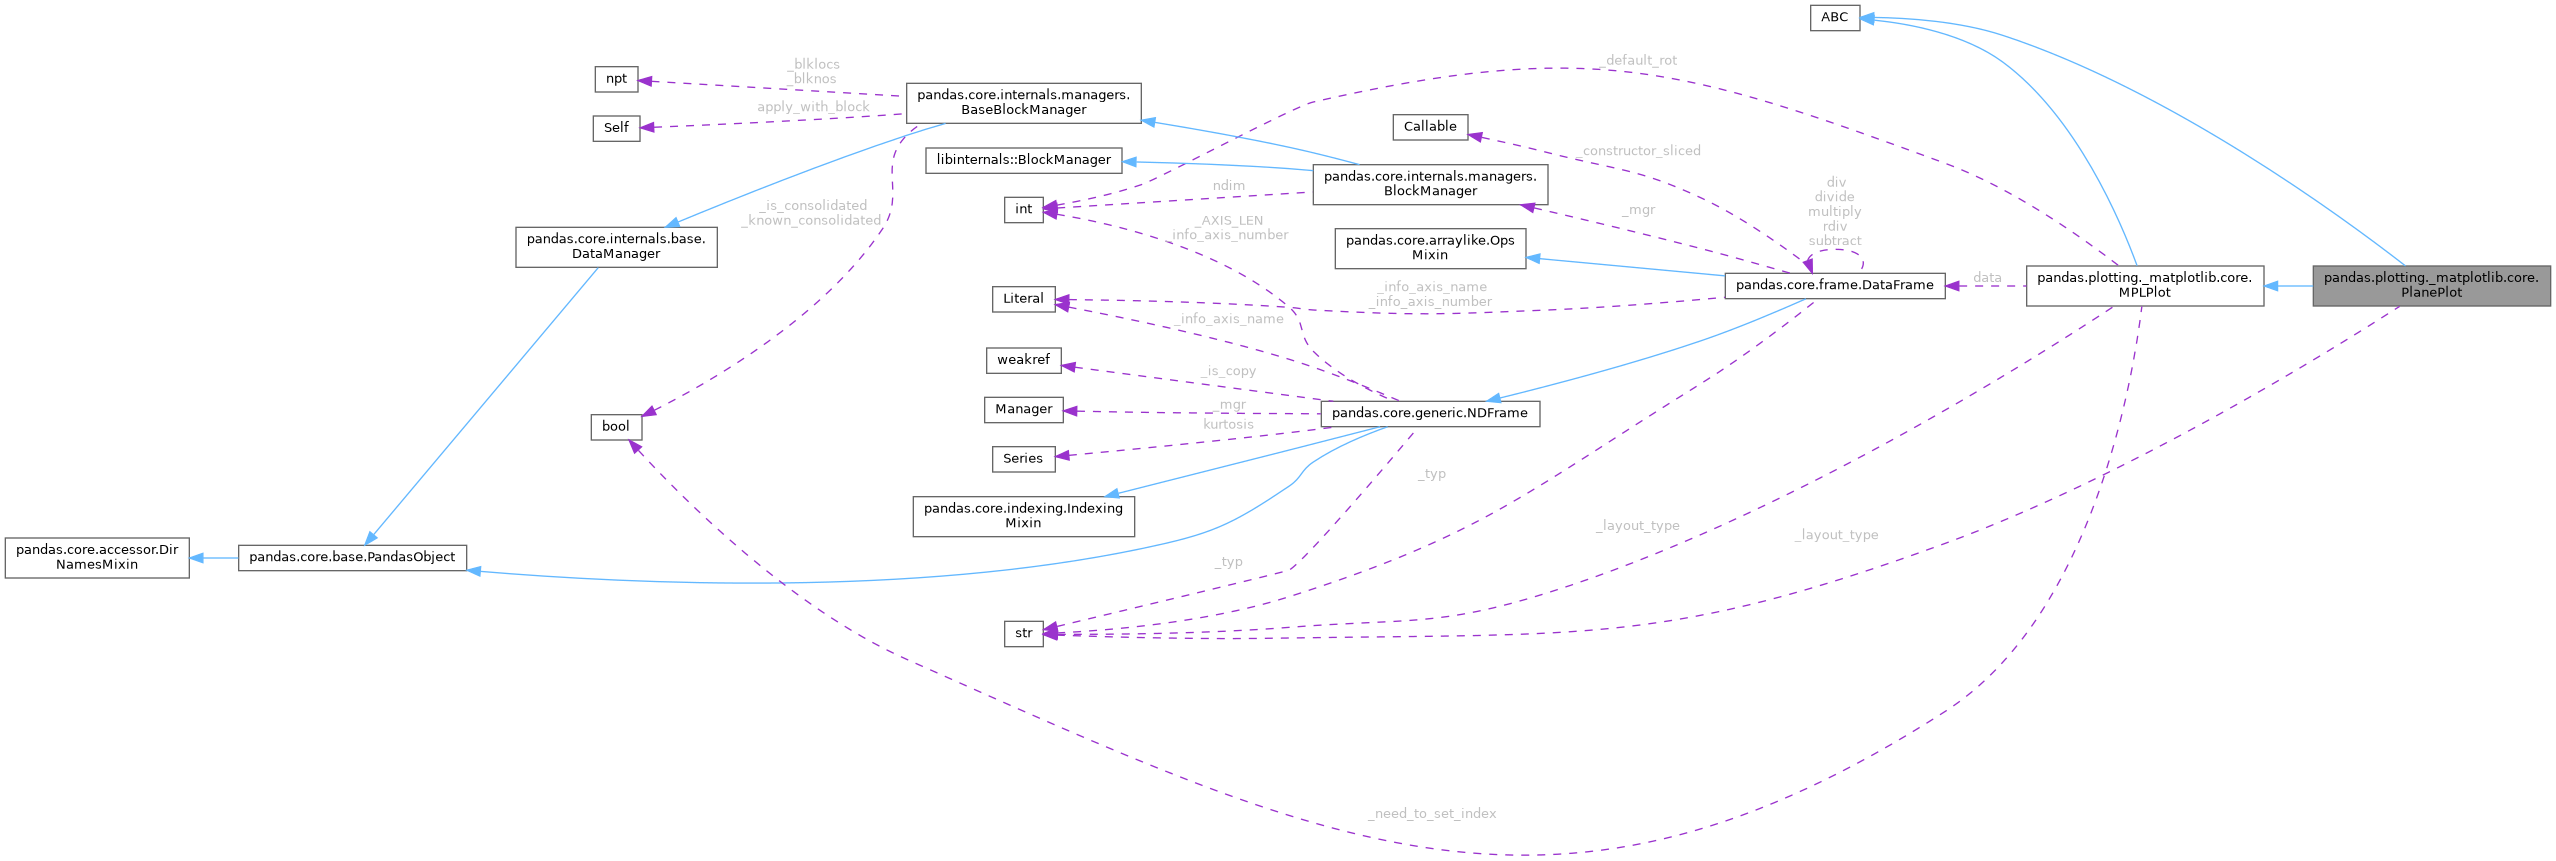 ABC
_default_rot
_blklocs
_blknos
npt
pandas.core.internals.managers.
BaseBlockManager
apply_with_block
Self
Callable
_constructor_sliced
libinternals::BlockManager
pandas.core.internals.managers.
BlockManager
ndim
div
divide
multiply
rdiv
subtract
_is_consolidated
_known_consolidated
int
_AXIS_LEN
info_axis_number
_mgr
pandas.core.internals.base.
DataManager
pandas.core.arraylike.Ops
Mixin
pandas.core.frame.DataFrame
data
pandas.plotting._matplotlib.core.
MPLPlot
pandas.plotting._matplotlib.core.
PlanePlot
Literal
_info_axis_name
_info_axis_number
_info_axis_name
weakref
_is_copy
Manager
_mgr
pandas.core.generic.NDFrame
kurtosis
bool
Series
_typ
pandas.core.indexing.Indexing
Mixin
_layout_type
_layout_type
pandas.core.accessor.Dir
NamesMixin
pandas.core.base.PandasObject
_typ
str
_need_to_set_index